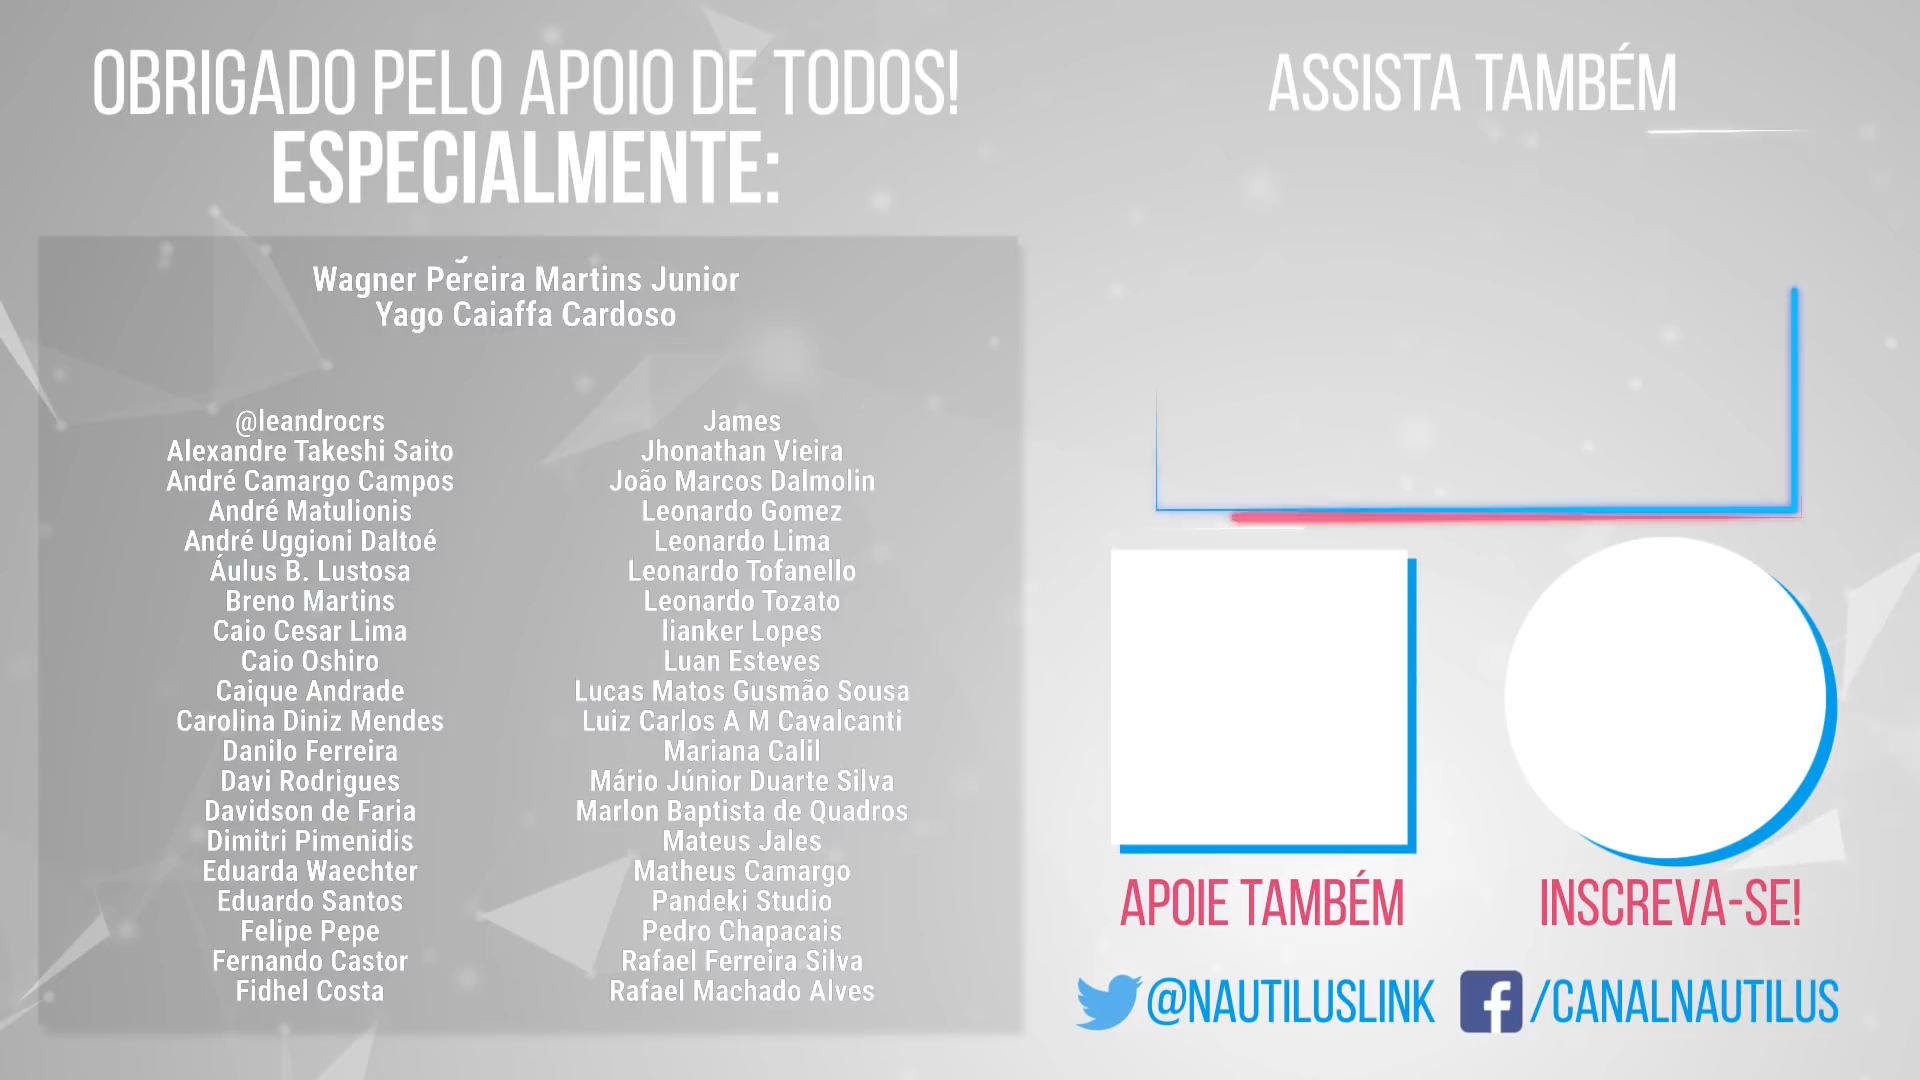 OBRIGADO PELO APOIO DE TODOS!
ESPECIALMENTE:
Wagner Pereira Martins Junior
Yago Caiaffa Cardoso
@leandrocrs
Alexandre Takeshi Saito
André Camargo Campos
André Matulionis
André Uggioni Daltoé
Áulus B. Lustosa
Breno Martins
Caio Cesar Lima
Caio Oshiro
Caique Andrade
Carolina Diniz Mendes
Danilo Ferreira
Davi Rodrigues
Davidson de Faria
Dimitri Pimenidis
Eduarda Waechter
Eduardo Santos
Felipe Pepe
Fernando Castor
Fidhel Costa
James
Jhonathan Vieira
João Marcos Dalmolin
Leonardo Gomez
Leonardo Lima
Leonardo Tofanello
Leonardo Tozato
lianker Lopes
Luan Esteves
Lucas Matos Gusmão Sousa
Luiz Carlos A M Cavalcanti
Mariana Calil
Mário Júnior Duarte Silva
Marlon Baptista de Quadros
Mateus Jales
Matheus Camargo
Pandeki Studio
Pedro Chapacais
Rafael Ferreira Silva
Rafael Machado Alves
ASSISTA TAMBÉM
APOIE TAMBÉM
INSCREVA-SE!
@NAUTILUSLINK
/CANALNAUTILUS